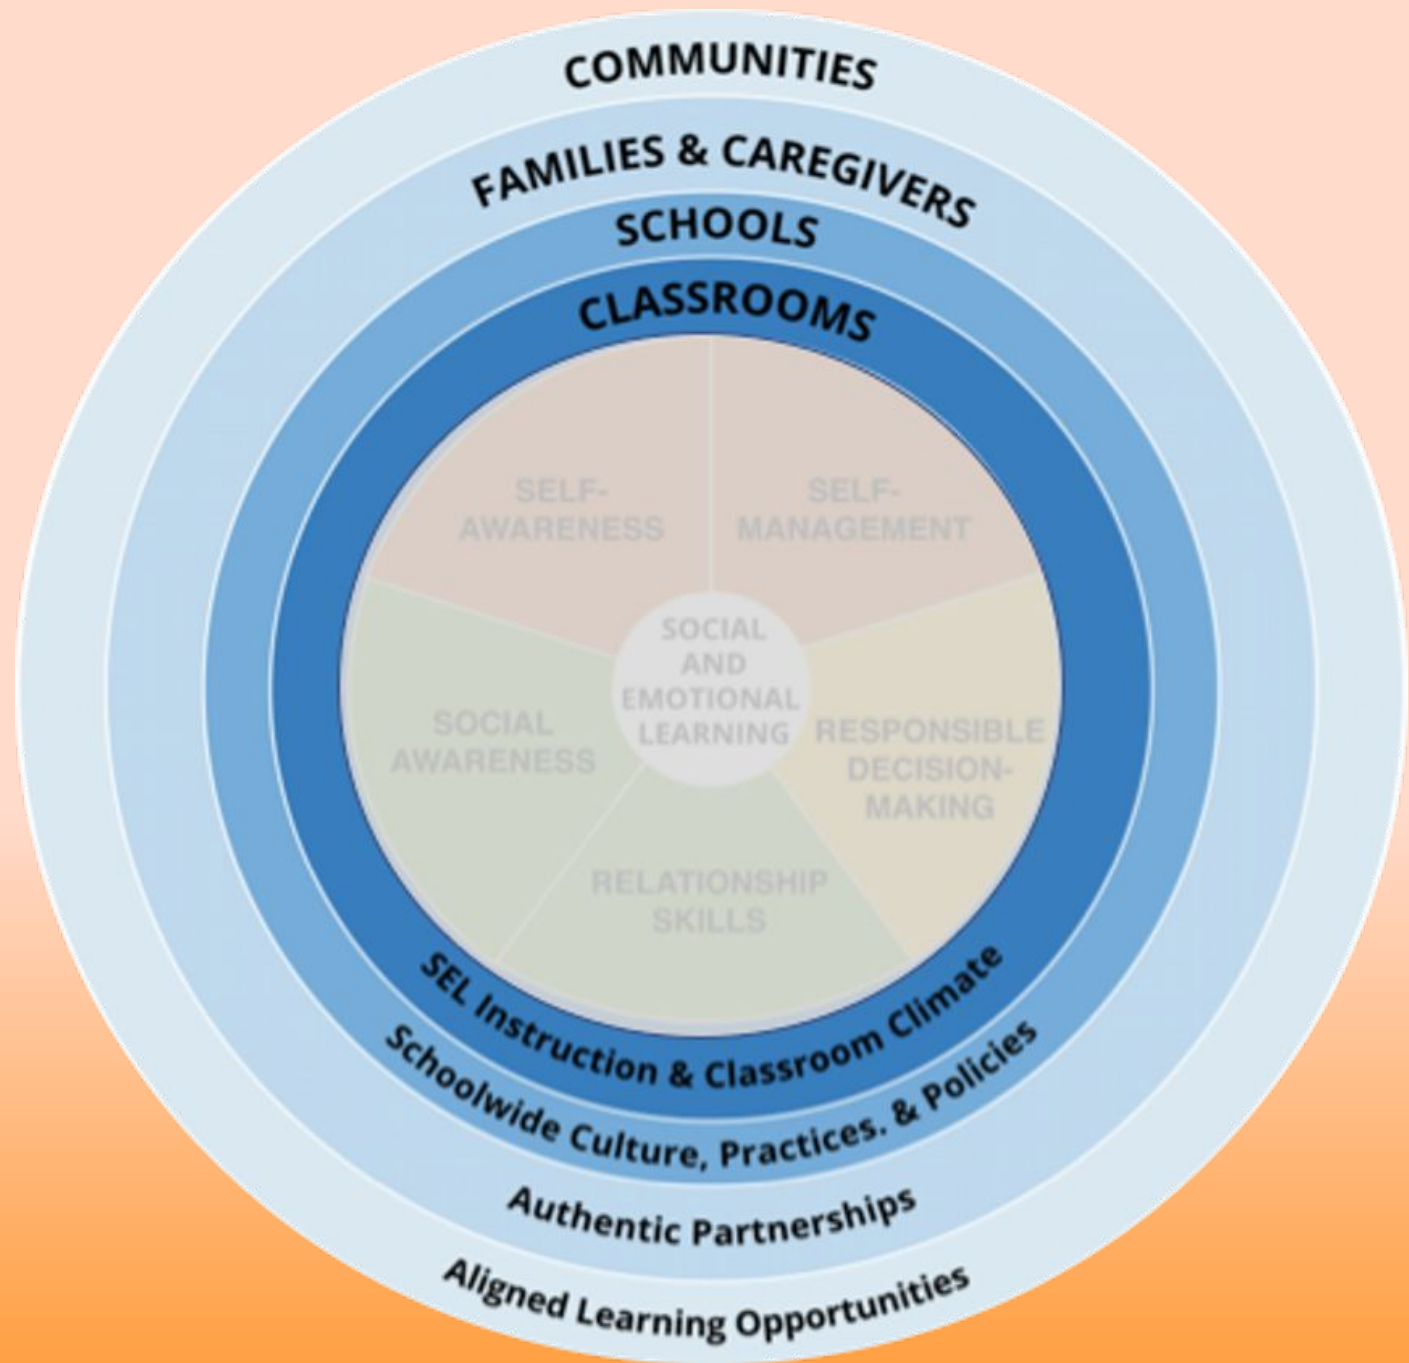 COMMUNITIES
FAMILIES & CAREGIVERS
SCHOOLS
CLASSROOMS
SELF-
AWARENESS
SELF-
MANAGEMENT
SOCIAL
AND
EMOTIONAL
LEARNING
SOCIAL
AWARENESS
RESPONSIBLE
DECISION-
MAKING
RELATIONSHIP
SKILLS
SEL Instruction & Classroom Climate
Schoolwide Culture, Practices. & Policies
Authentic Partnerships
Aligned Learning Opportunities